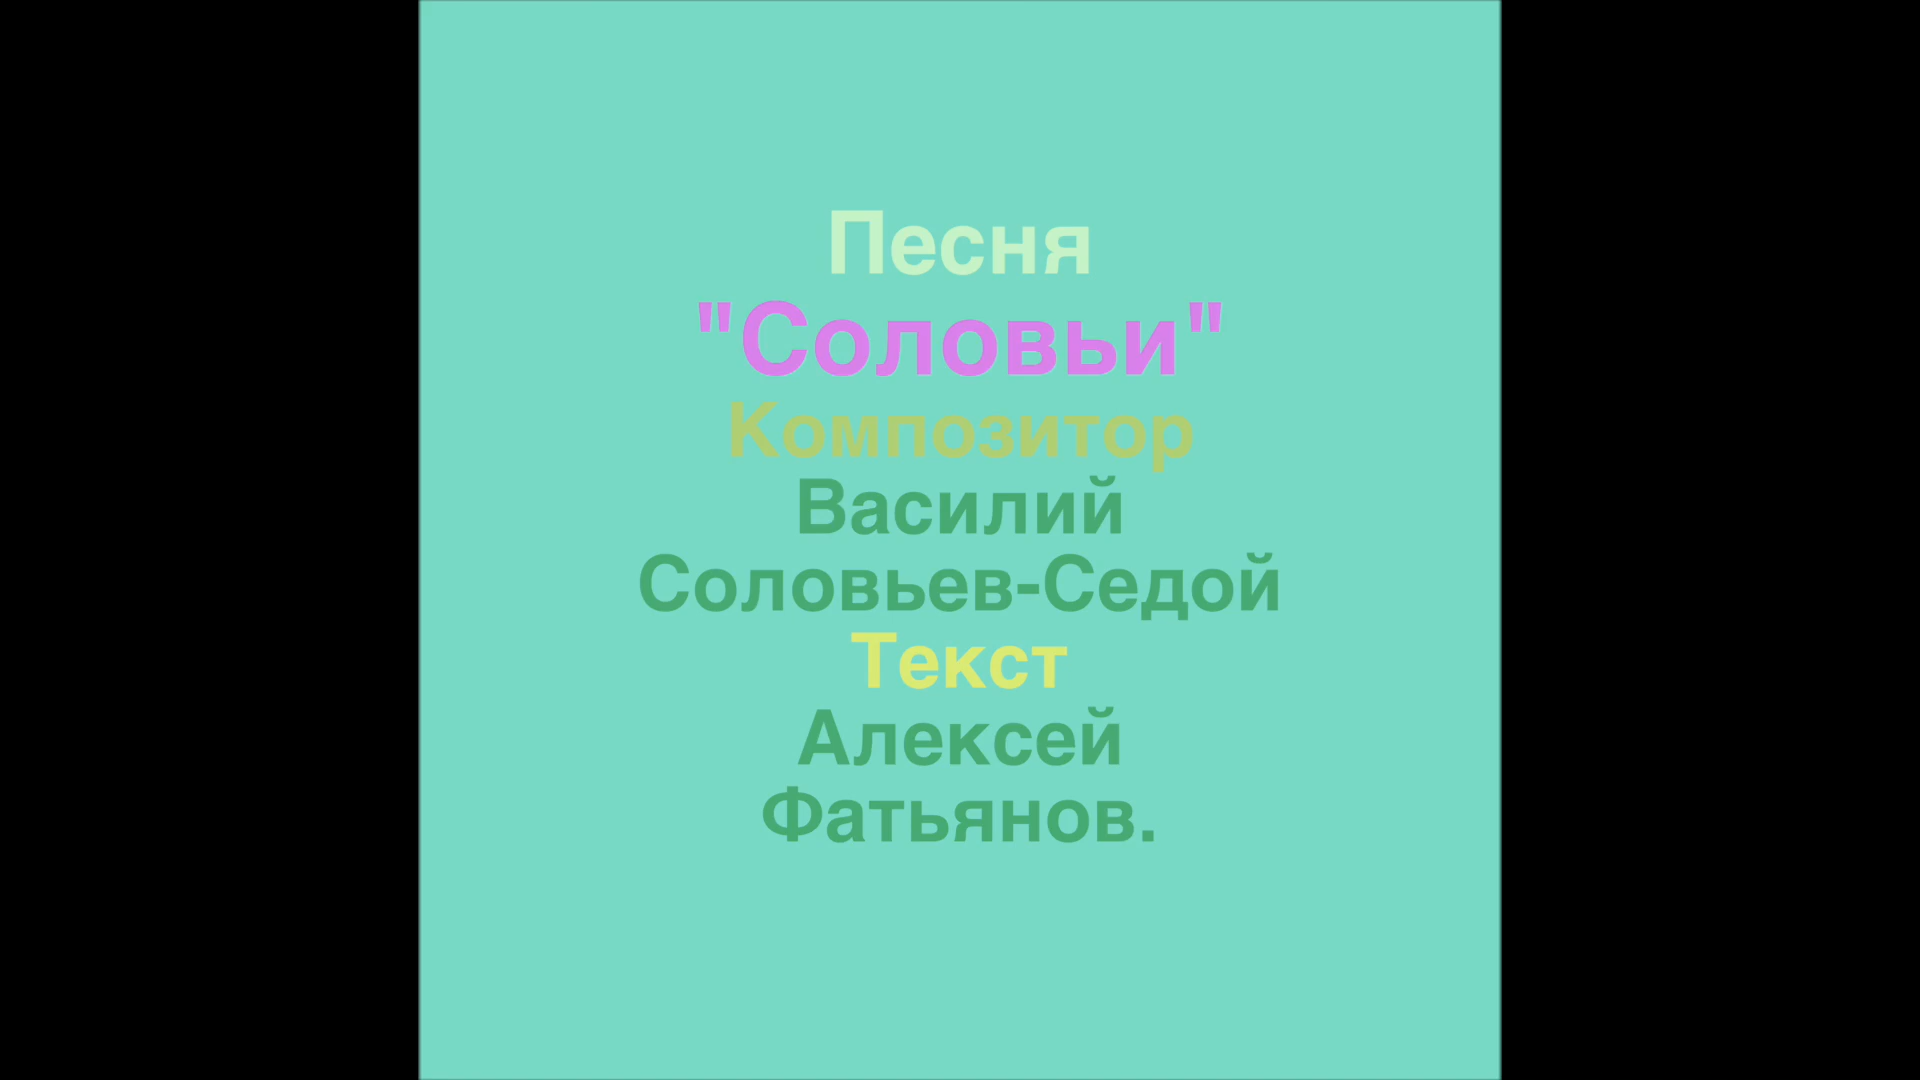 Песня
"Соловьи"
Композитор
Василий
Соловьев-Седой
Текст
Алексей
Фатьянов.